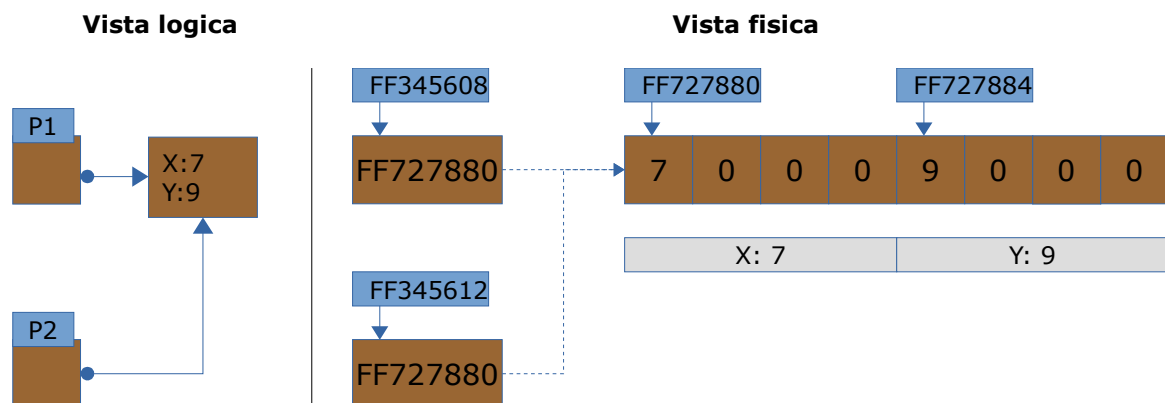 Vista logica
Vista fisica
P1
X:7
Y:9
P2
FF345608
FF727880
FF727880
FF727884
7 0 0 0 9 0 0 0
X: 7
Y: 9
FF345612
FF727880